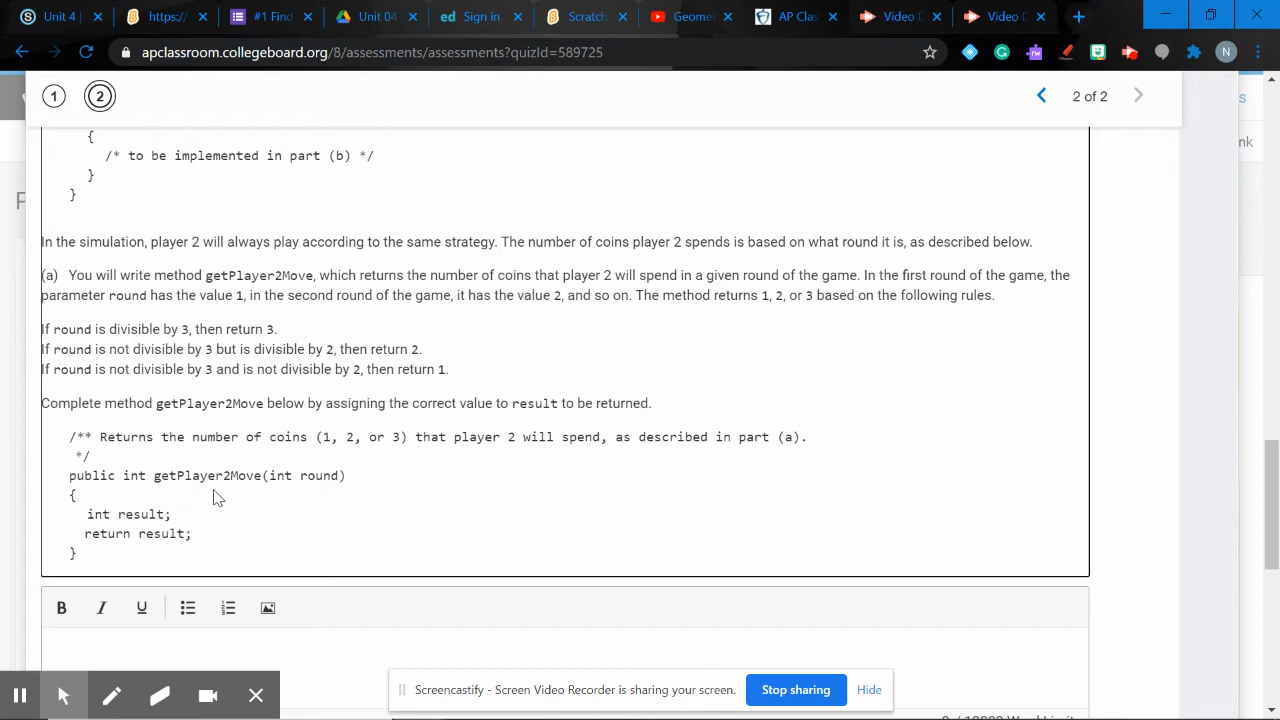 Unit 4 |
https://
#1 Find
Unit 04
Sign in
Scratch
Geome
AP Clas
Video E
Video D
apclassroom.collegeboard.org/8/assessments/assessments?quizId=589725
N
1 2 2 of 2
{
/* to be implemented in part (b) */
}
}
In the simulation, player 2 will always play according to the same strategy. The number of coins player 2 spends is based on what round it is, as described below.
(a) You will write method getPlayer2Move, which returns the number of coins that player 2 will spend in a given round of the game. In the first round of the game, the
parameter round has the value 1, in the second round of the game, it has the value 2, and so on. The method returns 1, 2, or 3 based on the following rules.
If round is divisible by 3, then return 3.
If round is not divisible by 3 but is divisible by 2, then return 2.
If round is not divisible by 3 and is not divisible by 2, then return 1.
Complete method getPlayer2Move below by assigning the correct value to result to be returned.
/** Returns the number of coins (1, 2, or 3) that player 2 will spend, as described in part (a).
*/
public int getPlayer2Move(int round)
{
int result;
return result;
}
B I U
Screencastify - Screen Video Recorder is sharing your screen.
Stop sharing
Hide